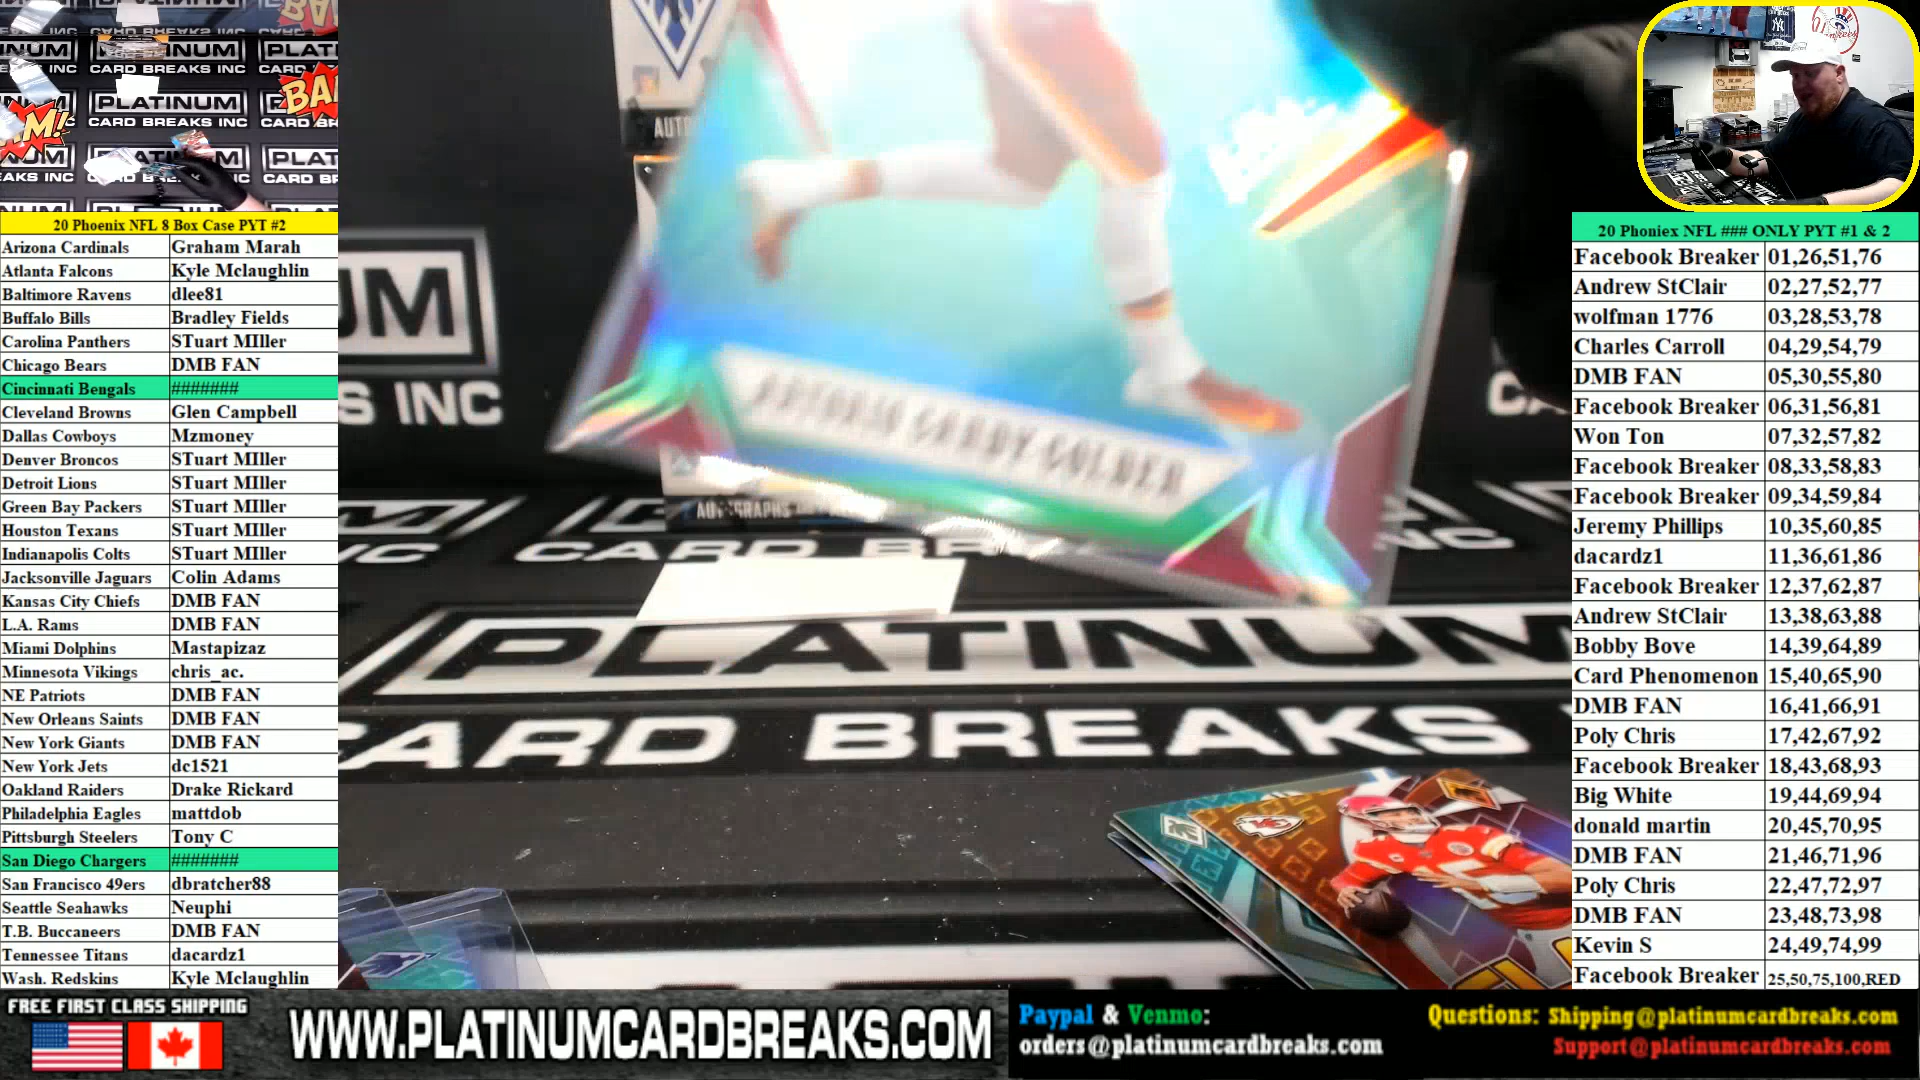 20 Phoenix NFL 8 Box Case PYT #2
Arizona Cardinals Graham Marah
Atlanta Falcons Kyle Mclaughlin
Baltimore Ravens dlee81
Buffalo Bills Bradley Fields
Carolina Panthers STuart MIller
Chicago Bears DMB FAN
Cincinnati Bengals #######
Cleveland Browns Glen Campbell
Dallas Cowboys Mzmoney
Denver Broncos STuart MIller
Detroit Lions STuart MIller
Green Bay Packers STuart MIller
Houston Texans STuart MIller
Indianapolis Colts STuart MIller
Jacksonville Jaguars Colin Adams
Kansas City Chiefs DMB FAN
L.A. Rams DMB FAN
Miami Dolphins Mastapizaz
Minnesota Vikings chris_ac.
NE Patriots DMB FAN
New Orleans Saints DMB FAN
New York Giants DMB FAN
New York Jets dc1521
Oakland Raiders Drake Rickard
Philadelphia Eagles mattdob
Pittsburgh Steelers Tony C
San Diego Chargers #######
San Francisco 49ers dbratcher88
Seattle Seahawks Neuphi
T.B. Buccaneers DMB FAN
Tennessee Titans dacardz1
Wash. Redskins Kyle Mclaughlin
PLATINUM
CARD BREAKS INC
BAM!
ANTONIO GANDY-GOLDEN
AUTOGRAPHS
CARD BR
PLATINUM
CARD BREAKS
20 Phoniex NFL ### ONLY PYT #1 & 2
Facebook Breaker 01,26,51,76
Andrew StClair 02,27,52,77
wolfman 1776 03,28,53,78
Charles Carroll 04,29,54,79
DMB FAN 05,30,55,80
Facebook Breaker 06,31,56,81
Won Ton 07,32,57,82
Facebook Breaker 08,33,58,83
Facebook Breaker 09,34,59,84
Jeremy Phillips 10,35,60,85
dacardz1 11,36,61,86
Facebook Breaker 12,37,62,87
Andrew StClair 13,38,63,88
Bobby Bove 14,39,64,89
Card Phenomenon 15,40,65,90
DMB FAN 16,41,66,91
Poly Chris 17,42,67,92
Facebook Breaker 18,43,68,93
Big White 19,44,69,94
donald martin 20,45,70,95
DMB FAN 21,46,71,96
Poly Chris 22,47,72,97
DMB FAN 23,48,73,98
Kevin S 24,49,74,99
Facebook Breaker 25,50,75,100,RED
FREE FIRST CLASS SHIPPING
WWW.PLATINUMCARDBREAKS.COM
Paypal & Venmo:
orders@platinumcardbreaks.com
Questions: Shipping@platinumcardbreaks.com
Support@platinumcardbreaks.com